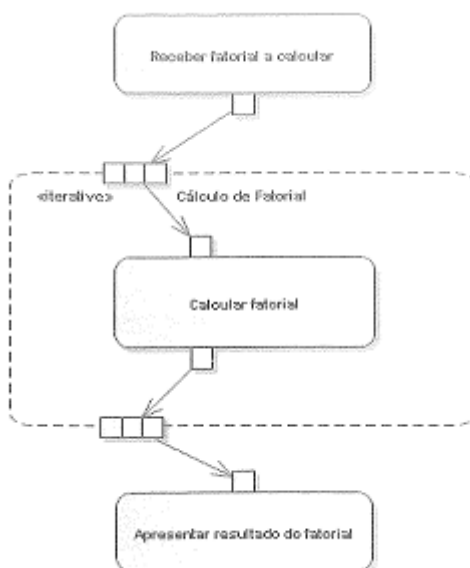 Receber fatorial a calcular
«iterative»
Cálculo de Fatorial
Calcular fatorial
Apresentar resultado do fatorial